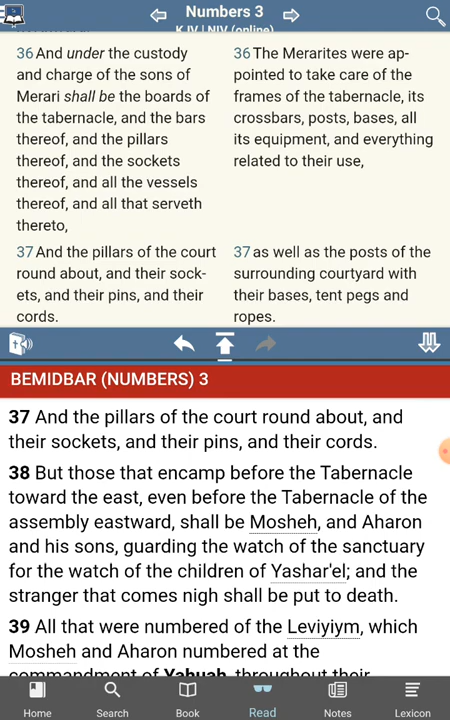 Numbers 3
KJV | NIV (online)
36 And under the custody
and charge of the sons of
Merari shall be the boards of
the tabernacle, and the bars
thereof, and the pillars
thereof, and the sockets
thereof, and all the vessels
thereof, and all that serveth
thereto,
37 And the pillars of the court
round about, and their sock-
ets, and their pins, and their
cords.
36 The Merarites were ap-
pointed to take care of the
frames of the tabernacle, its
crossbars, posts, bases, all
its equipment, and everything
related to their use,
37 as well as the posts of the
surrounding courtyard with
their bases, tent pegs and
ropes.
BEMIDBAR (NUMBERS) 3
37 And the pillars of the court round about, and
their sockets, and their pins, and their cords.
38 But those that encamp before the Tabernacle
toward the east, even before the Tabernacle of the
assembly eastward, shall be Mosheh, and Aharon
and his sons, guarding the watch of the sanctuary
for the watch of the children of Yashar'el; and the
stranger that comes nigh shall be put to death.
39 All that were numbered of the Leviyiym, which
Mosheh and Aharon numbered at the
commandment of Yahuah, throughout their
Home
Search
Book
Read
Notes
Lexicon